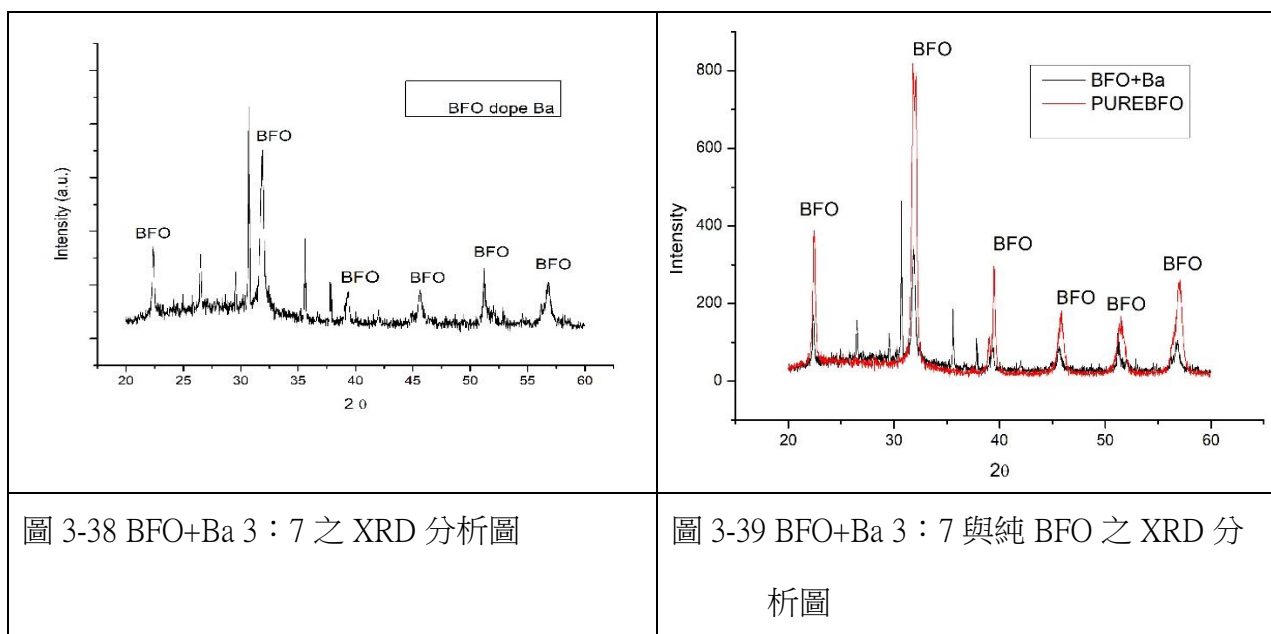 BFO dope Ba
BFO
BFO
BFO
BFO
BFO
BFO
Intensity (a.u.)
20 25 30 35 40 45 50 55 60
2 θ
圖 3-38 BFO+Ba 3：7 之 XRD 分析圖
BFO
BFO+Ba
PUREBFO
BFO
BFO
BFO
BFO
BFO
800
600
400
200
0
Intensity
20 30 40 50 60
2θ
圖 3-39 BFO+Ba 3：7 與純 BFO 之 XRD 分
析圖